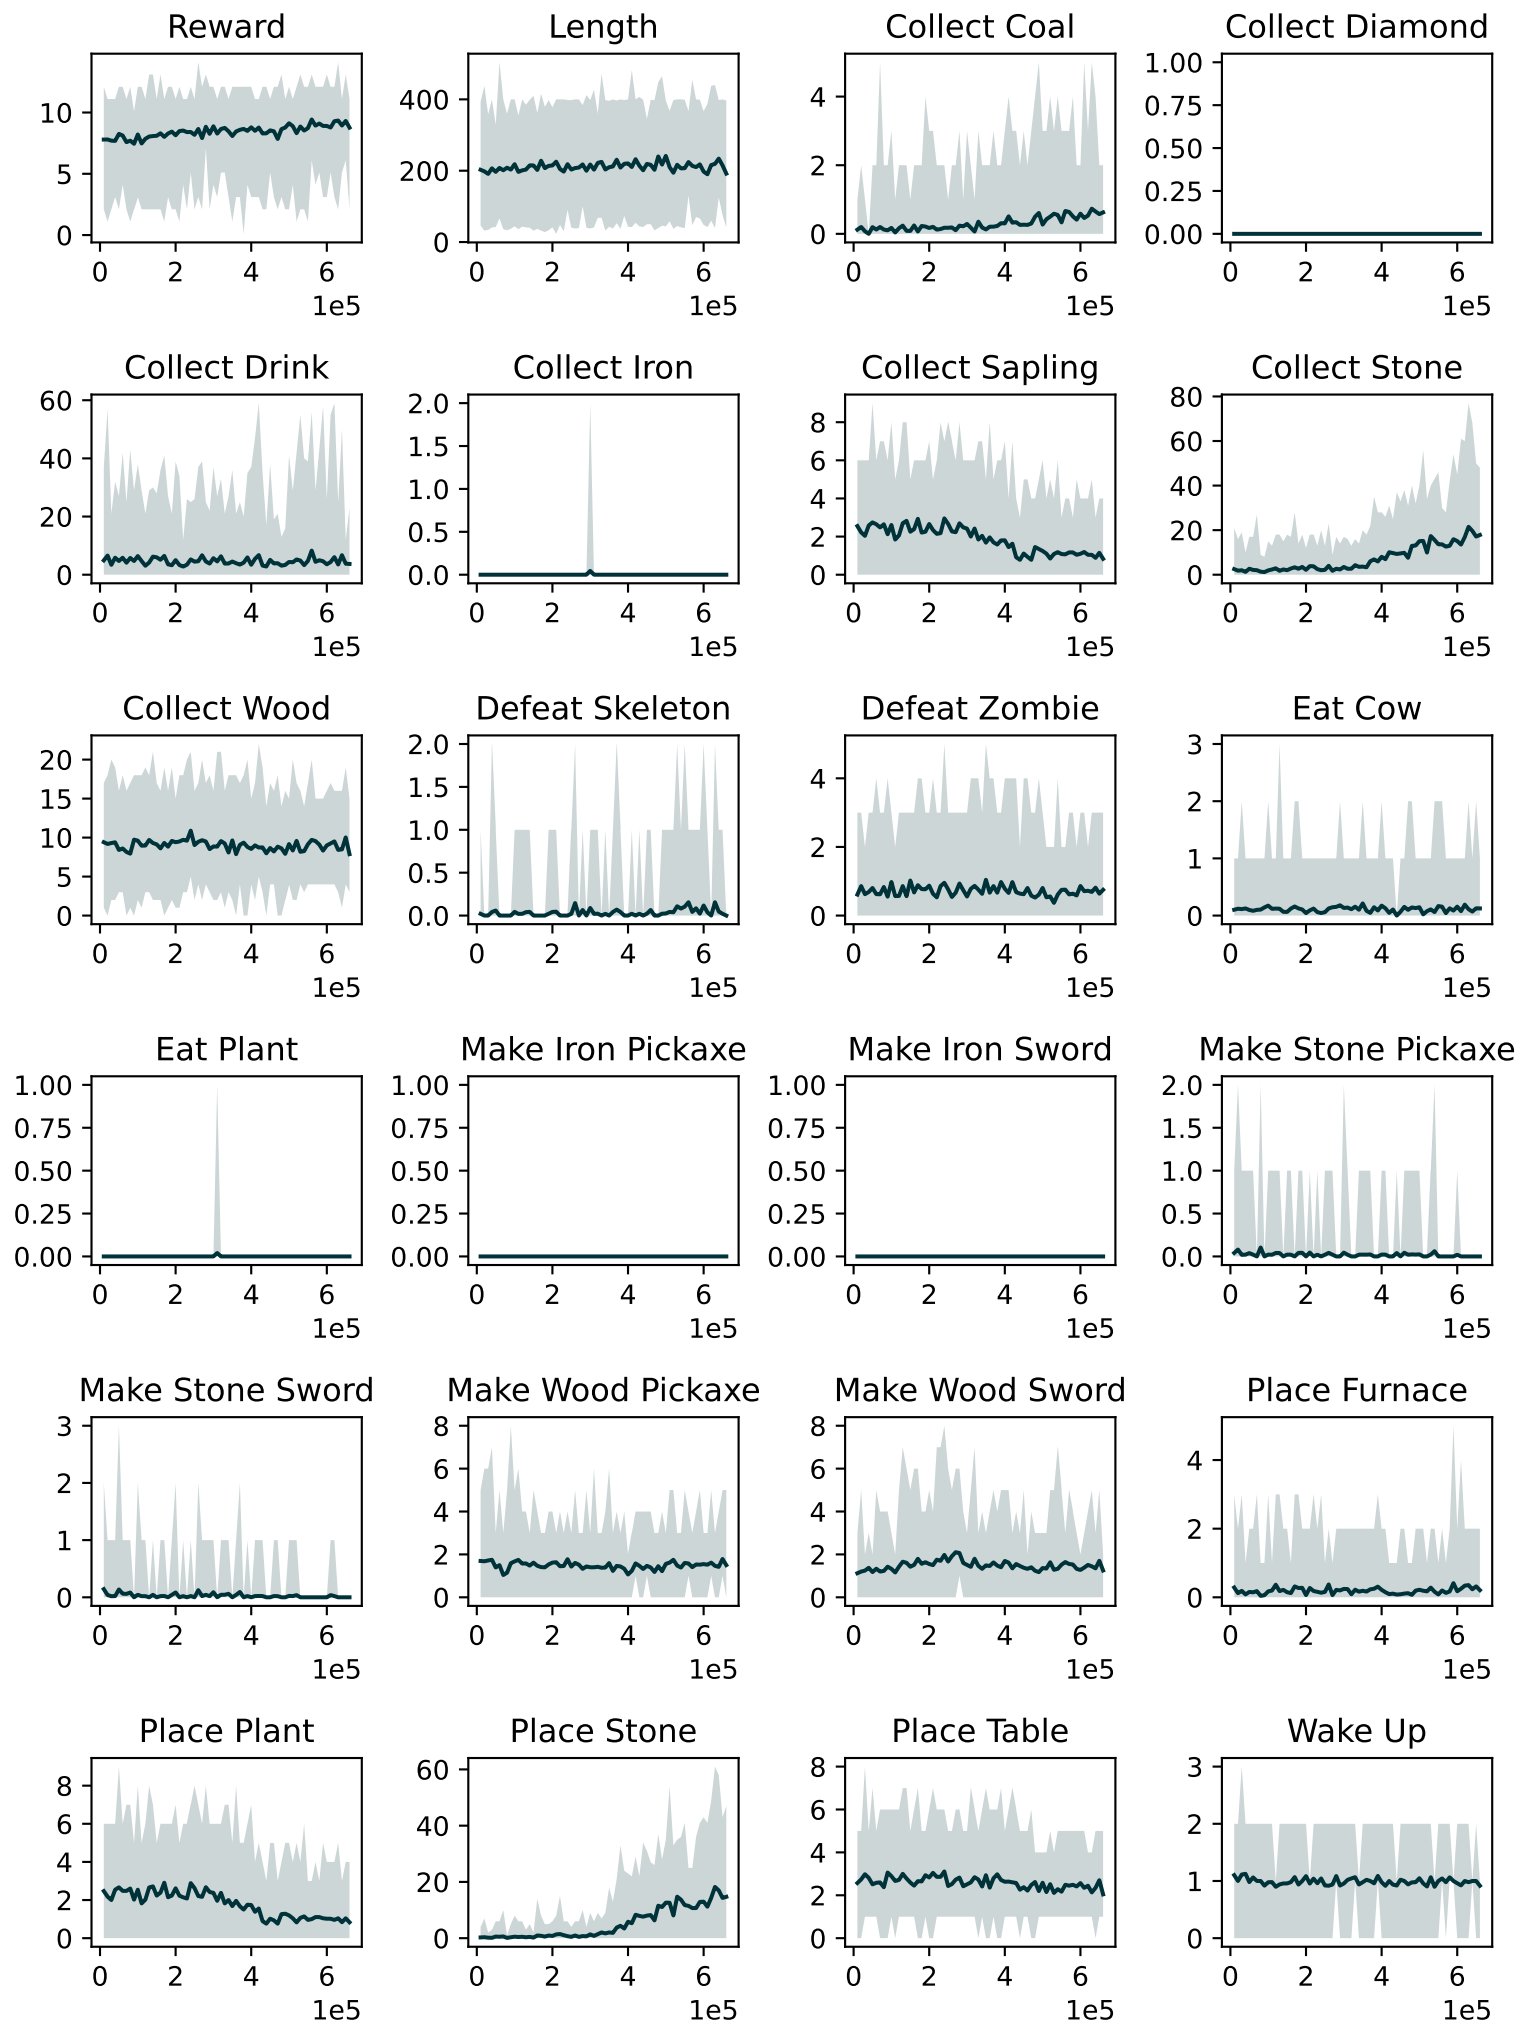 Reward Length Collect Coal Collect Diamond
10 5 0 400 200 0 4 2 0 1.00 0.75 0.50 0.25 0.00
0 2 4 6 0 2 4 6 0 2 4 6 0 2 4 6
1e5 1e5 1e5 1e5
Collect Drink Collect Iron Collect Sapling Collect Stone
60 40 20 0 2.0 1.5 1.0 0.5 0.0 8 6 4 2 0 80 60 40 20 0
0 2 4 6 0 2 4 6 0 2 4 6 0 2 4 6
1e5 1e5 1e5 1e5
Collect Wood Defeat Skeleton Defeat Zombie Eat Cow
20 15 10 5 0 2.0 1.5 1.0 0.5 0.0 4 2 0 3 2 1 0
0 2 4 6 0 2 4 6 0 2 4 6 0 2 4 6
1e5 1e5 1e5 1e5
Eat Plant Make Iron Pickaxe Make Iron Sword Make Stone Pickaxe
1.00 0.75 0.50 0.25 0.00 1.00 0.75 0.50 0.25 0.00 1.00 0.75 0.50 0.25 0.00 2.0 1.5 1.0 0.5 0.0
0 2 4 6 0 2 4 6 0 2 4 6 0 2 4 6
1e5 1e5 1e5 1e5
Make Stone Sword Make Wood Pickaxe Make Wood Sword Place Furnace
3 2 1 0 8 6 4 2 0 8 6 4 2 0 4 2 0
0 2 4 6 0 2 4 6 0 2 4 6 0 2 4 6
1e5 1e5 1e5 1e5
Place Plant Place Stone Place Table Wake Up
8 6 4 2 0 60 40 20 0 8 6 4 2 0 3 2 1 0
0 2 4 6 0 2 4 6 0 2 4 6 0 2 4 6
1e5 1e5 1e5 1e5